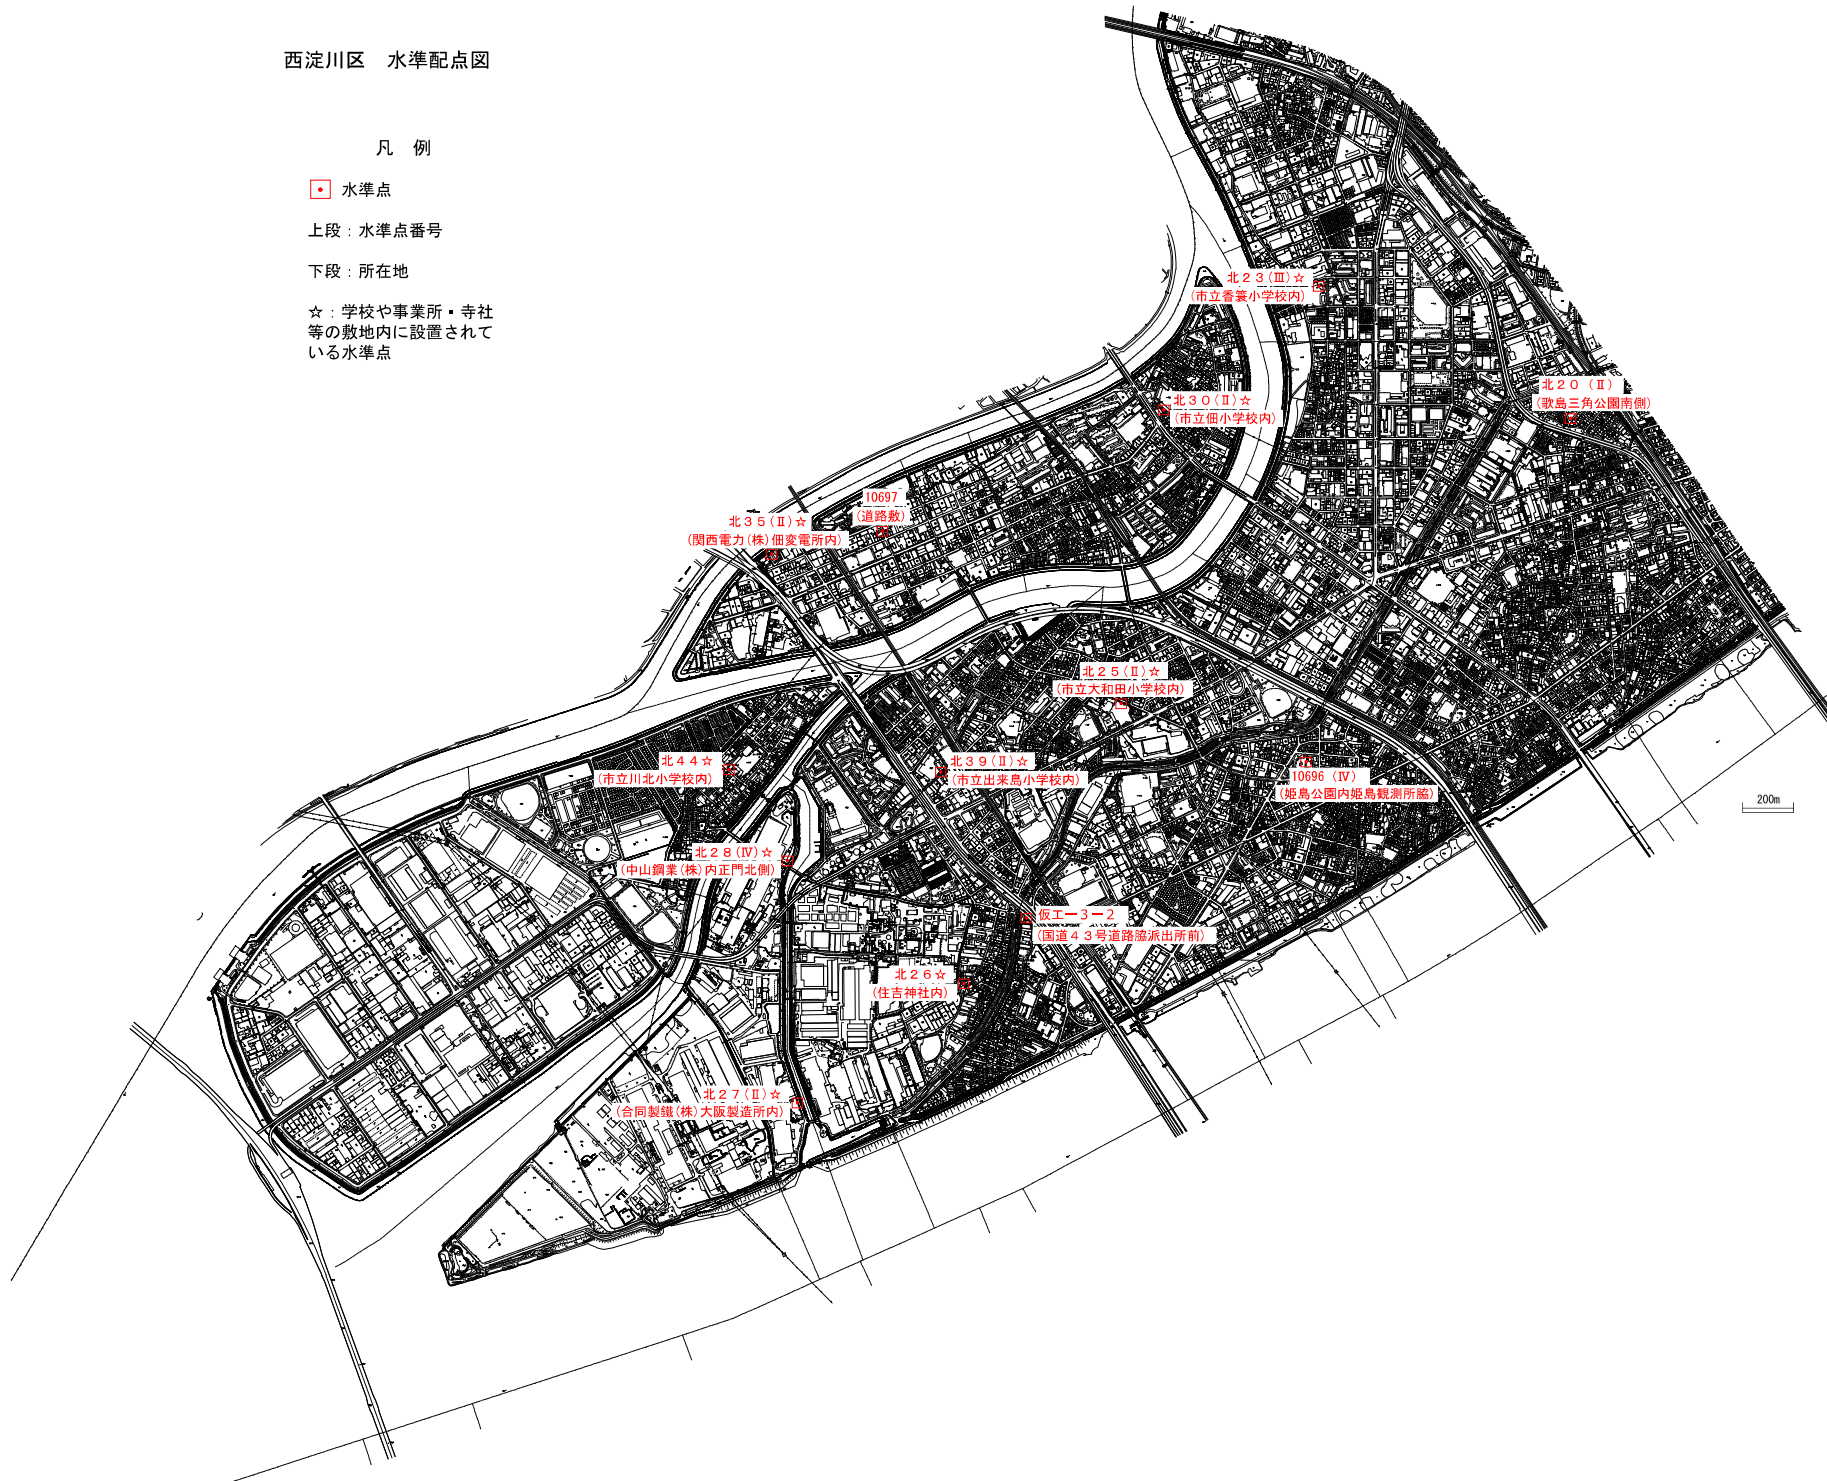 西淀川区　水準配点図
凡　例
水準点
上段：水準点番号
下段：所在地
☆：学校や事業所・寺社
等の敷地内に設置されて
いる水準点
北２３(Ⅲ)☆
(市立香簑小学校内)
北２０（Ⅱ）
(歌島三角公園南側)
北３０(Ⅱ)☆
(市立佃小学校内)
10697
(道路敷)
北３５(Ⅱ)☆
(関西電力(株)佃変電所内)
北２５(Ⅱ)☆
(市立大和田小学校内)
北４４☆
(市立川北小学校内)
北３９(Ⅱ)☆
(市立出来島小学校内)
10696（Ⅳ）
(姫島公園内姫島観測所脇)
200m
北２８(Ⅳ)☆
(中山鋼業(株)内正門北側)
仮エー３ー２
(国道４３号道路脇派出所前)
北２６☆
(住吉神社内)
北２７(Ⅱ)☆
(合同製鐵(株)大阪製造所内)